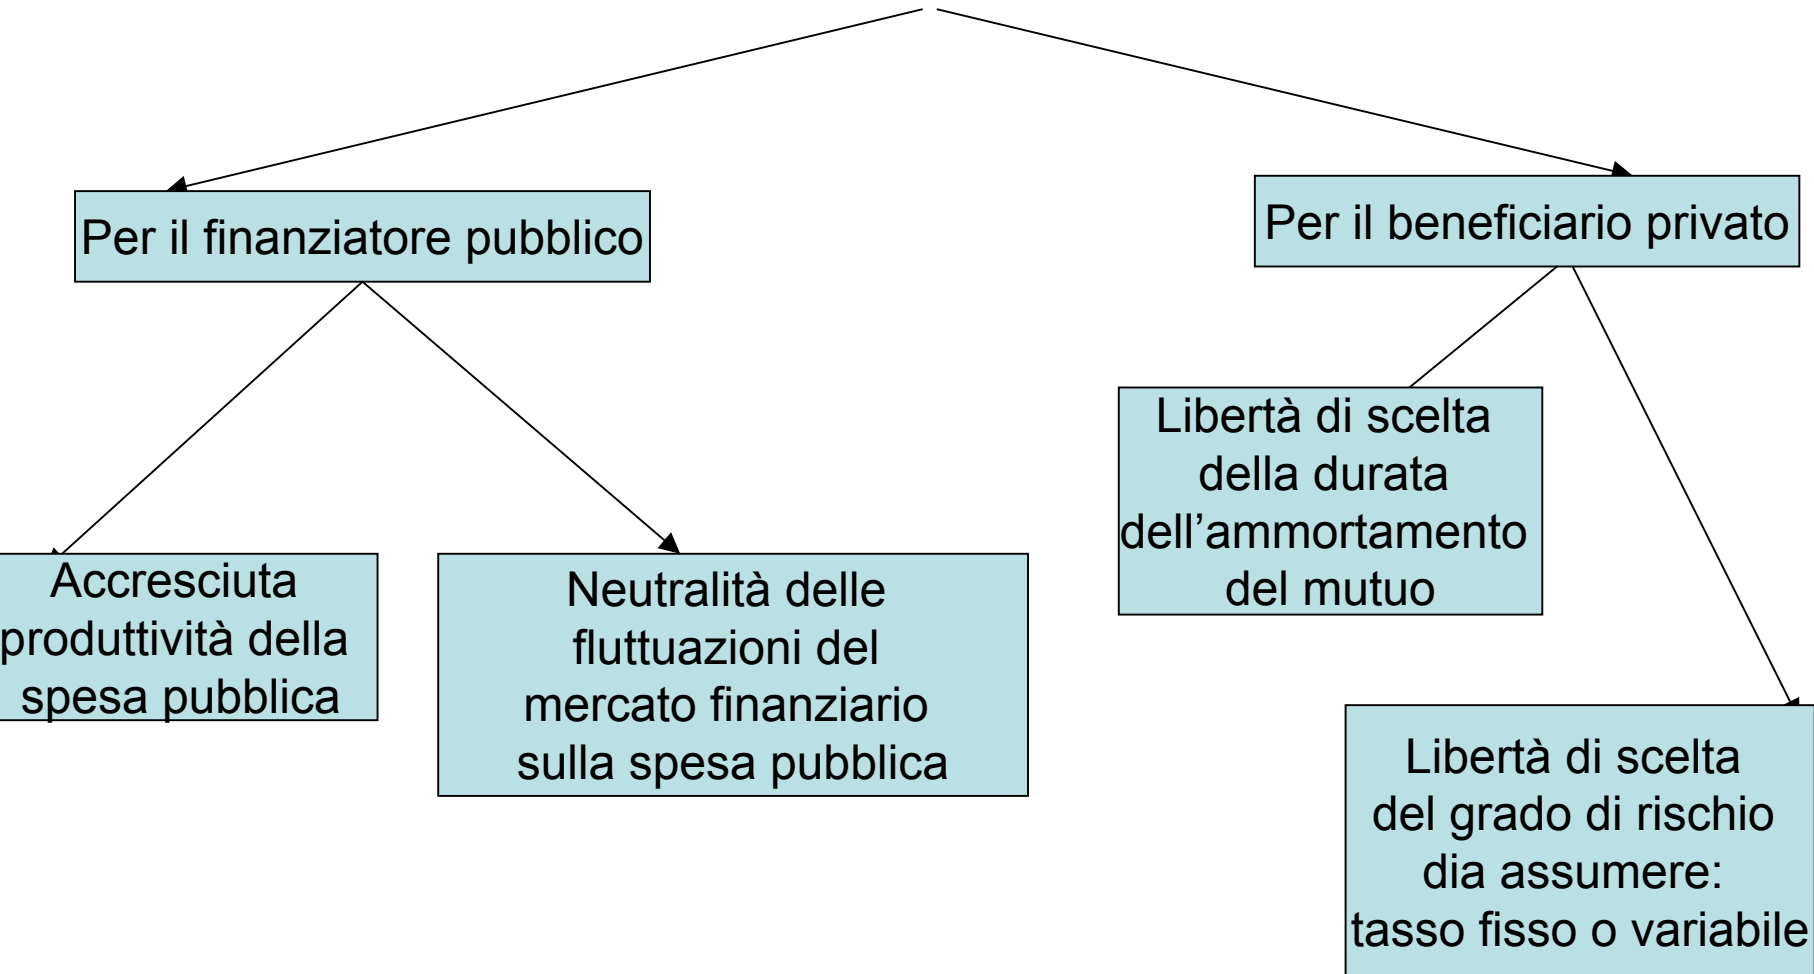 Per il finanziatore pubblico
Per il beneficiario privato
Accresciuta
produttività della
spesa pubblica
Neutralità delle
fluttuazioni del
mercato finanziario
sulla spesa pubblica
Libertà di scelta
della durata
dell’ammortamento
del mutuo
Libertà di scelta
del grado di rischio
dia assumere:
tasso fisso o variabile